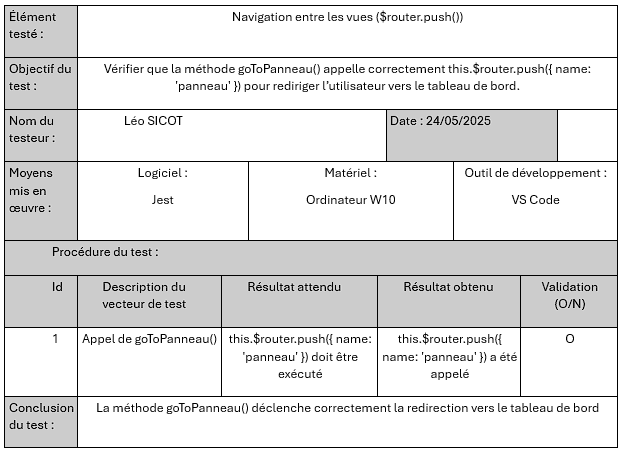 Élément
testé :
Navigation entre les vues ($router.push())
Objectif du
test :
Vérifier que la méthode goToPanneau() appelle correctement this.$router.push({ name:
'panneau' }) pour rediriger l'utilisateur vers le tableau de bord.
Nom du
testeur :
Léo SICOT
Date : 24/05/2025
Moyens
mis en
œuvre :
Logiciel :
Jest
Matériel :
Ordinateur W10
Outil de développement :
VS Code
Procédure du test :
Id
Description du
vecteur de test
Résultat attendu
Résultat obtenu
Validation
(O/N)
1
Appel de goToPanneau()
this.$router.push({ name:
'panneau' }) doit être
exécuté
this.$router.push({
name: 'panneau' }) a été
appelé
O
Conclusion
du test :
La méthode goToPanneau() déclenche correctement la redirection vers le tableau de bord